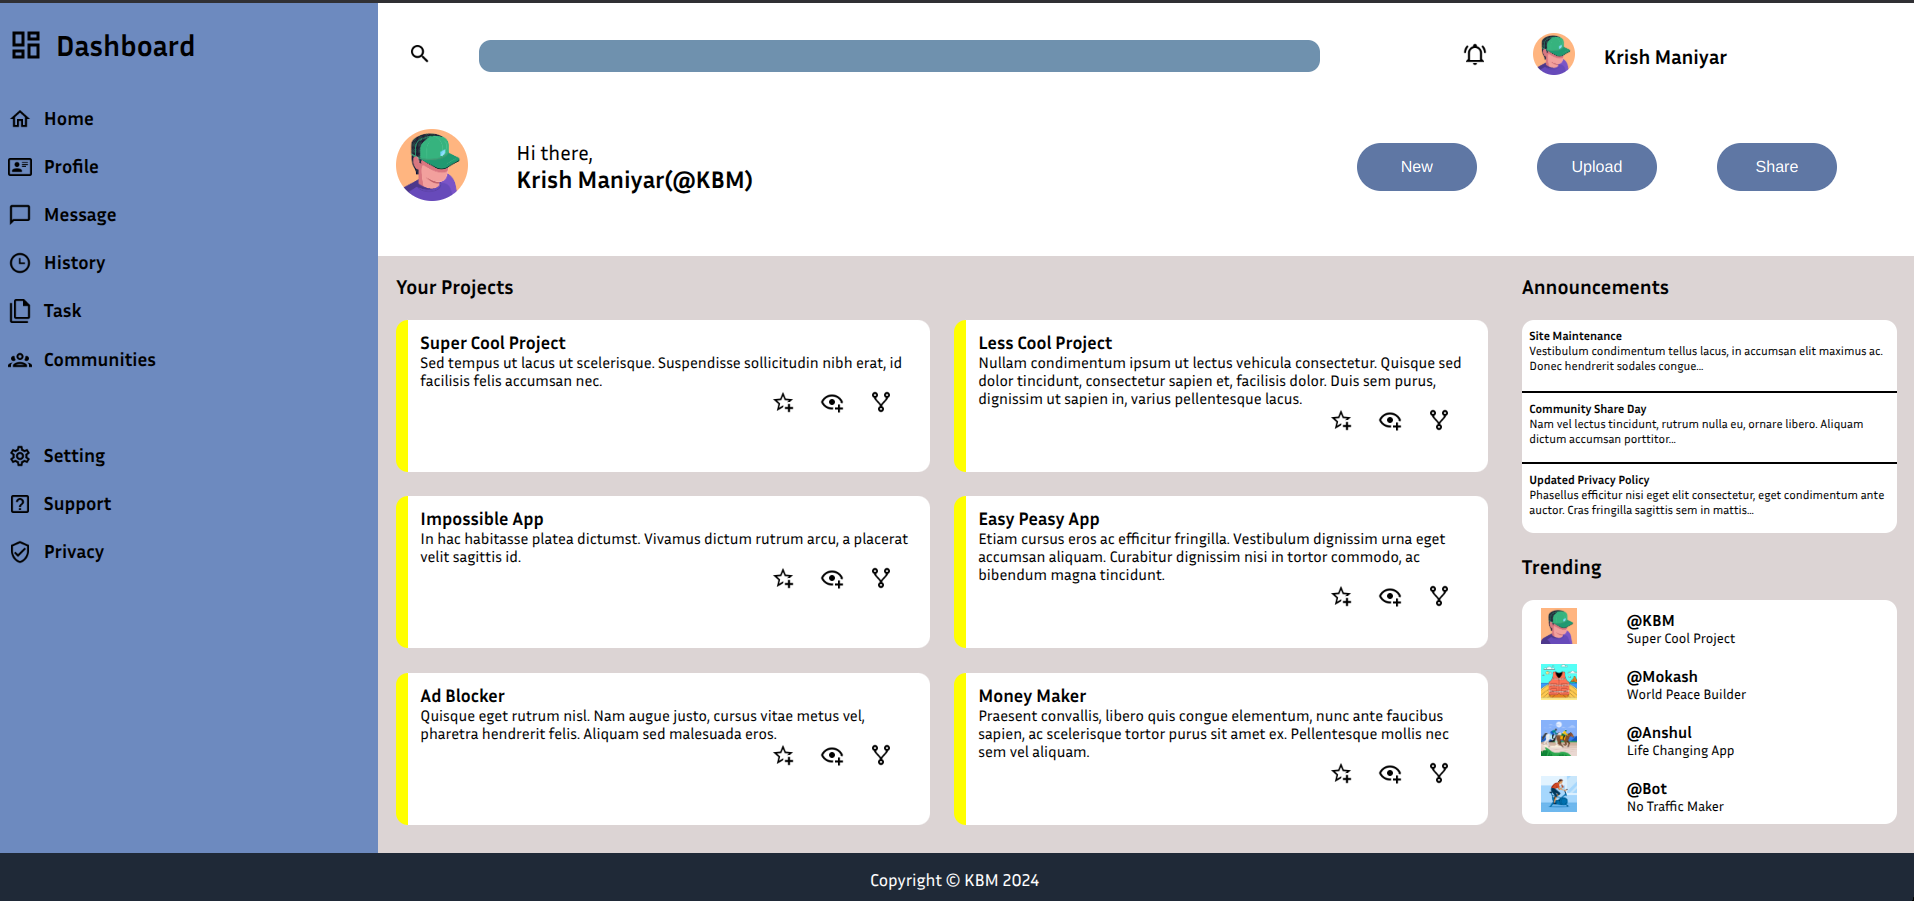 Dashboard
Home
Profile
Message
History
Task
Communities
Setting
Support
Privacy
Krish Maniyar
Hi there,
Krish Maniyar(@KBM)
New
Upload
Share
Your Projects
Super Cool Project
Sed tempus ut lacus ut scelerisque. Suspendisse sollicitudin nibh erat, id
facilisis felis accumsan nec.
Less Cool Project
Nullam condimentum ipsum ut lectus vehicula consectetur. Quisque sed
dolor tincidunt, consectetur sapien et, facilisis dolor. Duis sem purus,
dignissim ut sapien in, varius pellentesque lacus.
Impossible App
In hac habitasse platea dictumst. Vivamus dictum rutrum arcu, a placerat
velit sagittis id.
Easy Peasy App
Etiam cursus eros ac efficitur fringilla. Vestibulum dignissim urna eget
accumsan aliquam. Curabitur dignissim nisi in tortor commodo, ac
bibendum magna tincidunt.
Ad Blocker
Quisque eget rutrum nisl. Nam augue justo, cursus vitae metus vel,
pharetra hendrerit felis. Aliquam sed malesuada eros.
Money Maker
Praesent convallis, libero quis congue elementum, nunc ante faucibus
sapien, ac scelerisque tortor purus sit amet ex. Pellentesque mollis nec
sem vel aliquam.
Announcements
Site Maintenance
Vestibulum condimentum tellus lacus, in accumsan elit maximus ac.
Donec hendrerit sodales congue...
Community Share Day
Nam vel lectus tincidunt, rutrum nulla eu, ornare libero. Aliquam
dictum accumsan porttitor...
Updated Privacy Policy
Phasellus efficitur nisi eget elit consectetur, eget condimentum ante
auctor. Cras fringilla sagittis sem in mattis...
Trending
@KBM
Super Cool Project
@Mokash
World Peace Builder
@Anshul
Life Changing App
@Bot
No Traffic Maker
Copyright © KBM 2024